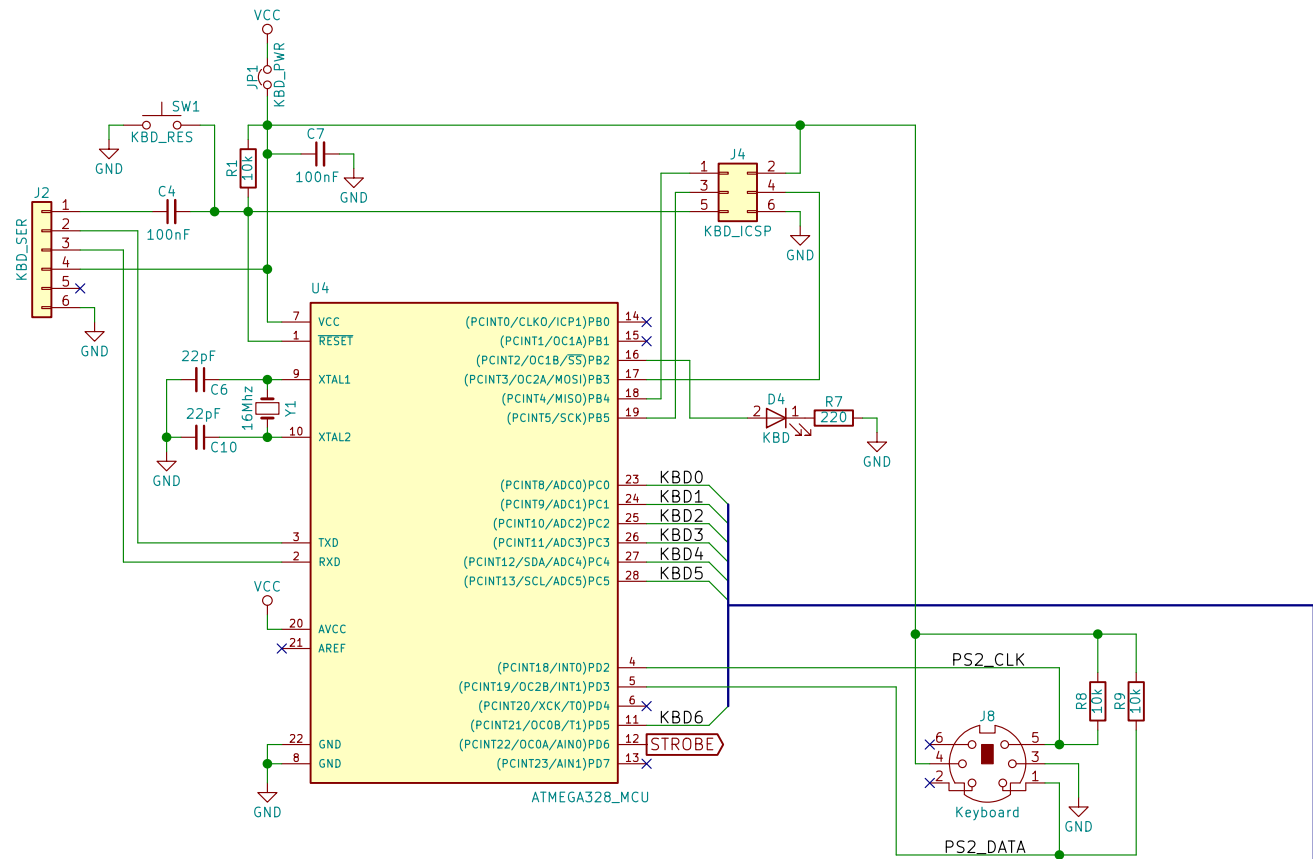 VCC
JP1
KBD_PWR
SW1
KBD_RES
GND
R1
10k
C7
100nF
GND
J4
1 2
3 4
5 6
KBD_ICSP
GND
J2
KBD_SER
1
2
3
4
5
6
GND
C4
100nF
U4
7 VCC
1 RESET
9 XTAL1
10 XTAL2
3 TXD
2 RXD
20 AVCC
21 AREF
22 GND
8 GND
22pF
C6
22pF
C10
16Mhz
Y1
GND
VCC
GND
(PCINT0/CLKO/ICP1)PB0 14
(PCINT1/OC1A)PB1 15
(PCINT2/OC1B/SS)PB2 16
(PCINT3/OC2A/MOSI)PB3 17
(PCINT4/MISO)PB4 18
(PCINT5/SCK)PB5 19
(PCINT8/ADC0)PC0 23 KBD0
(PCINT9/ADC1)PC1 24 KBD1
(PCINT10/ADC2)PC2 25 KBD2
(PCINT11/ADC3)PC3 26 KBD3
(PCINT12/SDA/ADC4)PC4 27 KBD4
(PCINT13/SCL/ADC5)PC5 28 KBD5
(PCINT18/INT0)PD2 4
(PCINT19/OC2B/INT1)PD3 5
(PCINT20/XCK/T0)PD4 6
(PCINT21/OC0B/T1)PD5 11 KBD6
(PCINT22/OC0A/AIN0)PD6 12 STROBE
(PCINT23/AIN1)PD7 13
ATMEGA328_MCU
D4
2 1
KBD
R7
220
GND
PS2_CLK
R8
10k
R9
10k
J8
6 5
4 3
2 1
Keyboard
GND
PS2_DATA